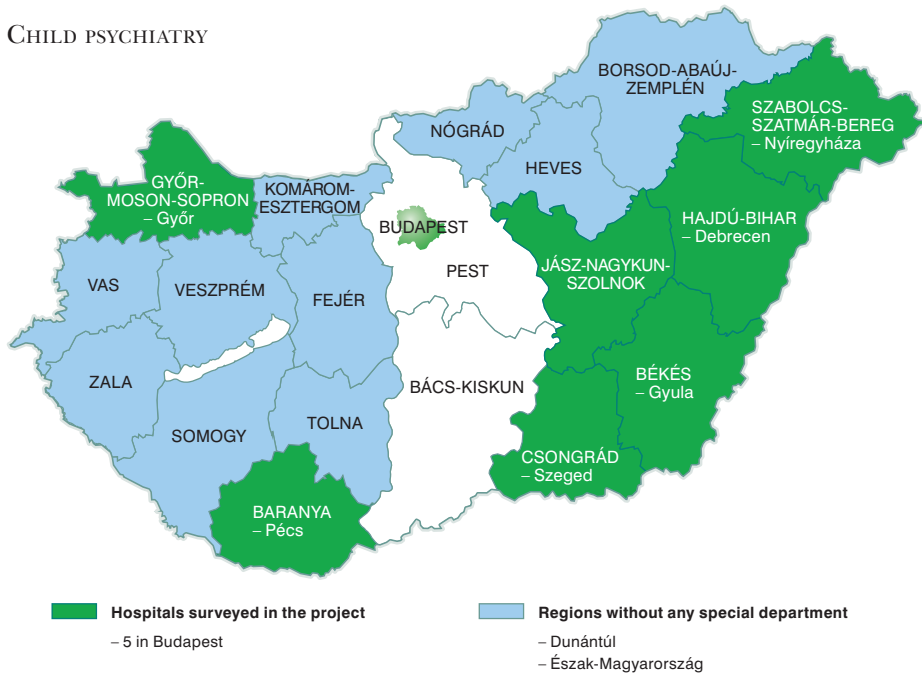 CHILD PSYCHIATRY
BORSOD-ABAÚJ-
ZEMPLÉN
SZABOLCS-
SZATMÁR-BEREG
– Nyíregyháza
NÓGRÁD
HEVES
GYŐR-
MOSON-SOPRON
– Győr
KOMÁROM-
ESZTERGOM
BUDAPEST
HAJDÚ-BIHAR
– Debrecen
PEST
JÁSZ-NAGYKUN-
SZOLNOK
VAS
VESZPRÉM
FEJÉR
ZALA
BÁCS-KISKUN
BÉKÉS
– Gyula
SOMOGY
TOLNA
CSONGRÁD
– Szeged
BARANYA
– Pécs
Hospitals surveyed in the project
– 5 in Budapest
Regions without any special department
– Dunántúl
– Észak-Magyarország